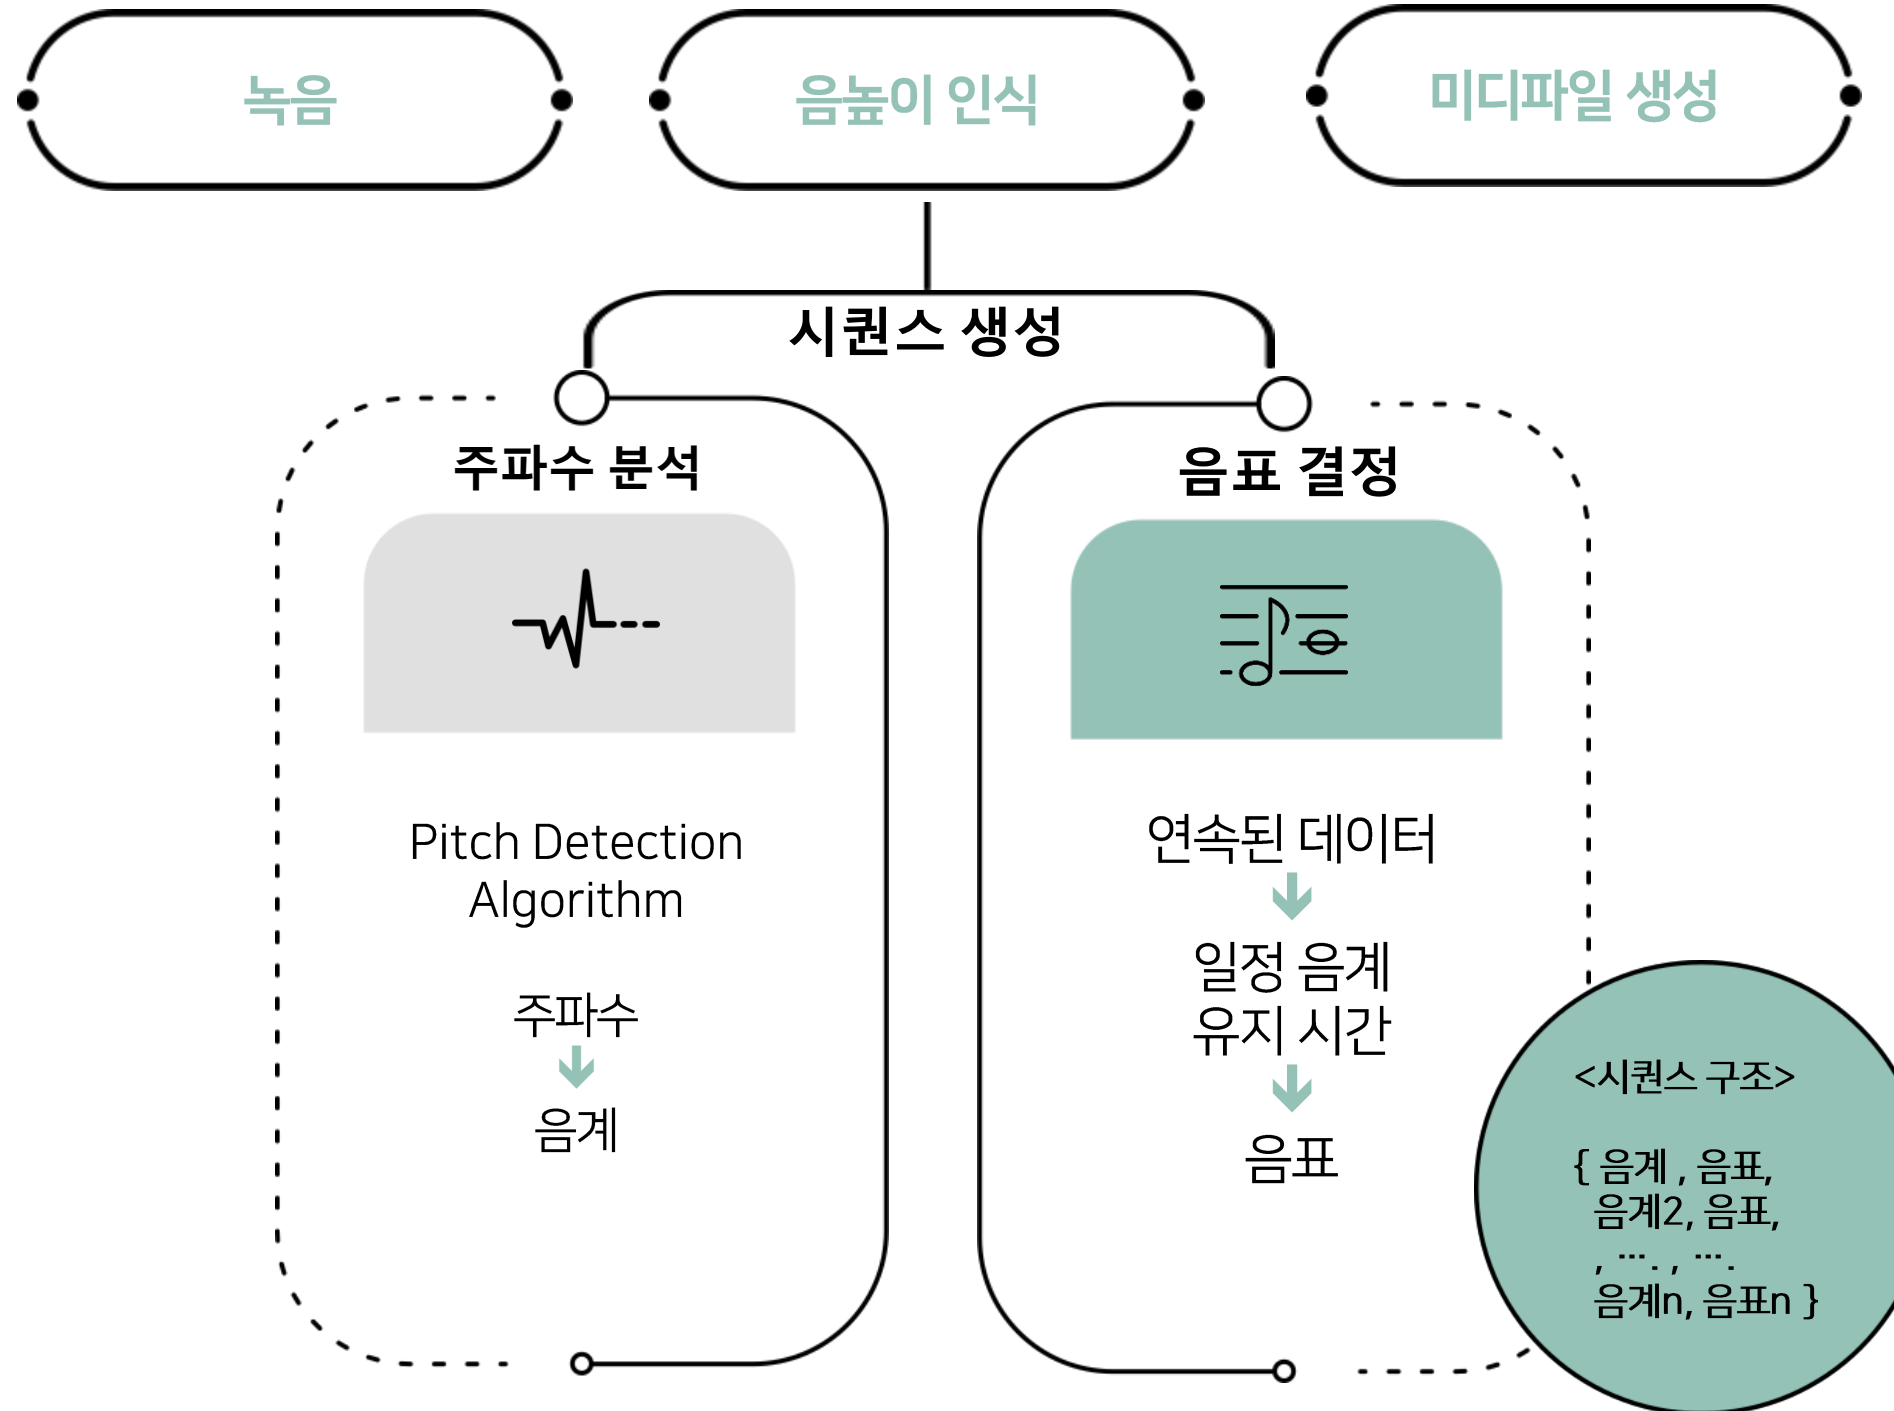 녹음
음높이 인식
미디파일 생성
시퀀스 생성
주파수 분석
Pitch Detection
Algorithm
주파수
음계
음표 결정
연속된 데이터
일정 음계
유지 시간
음표
<시퀀스 구조>
{ 음계 , 음표,
음계2, 음표,
, …. , ….
음계n, 음표n }